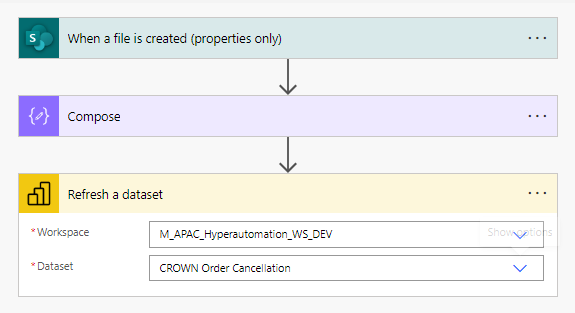 When a file is created (properties only)
Compose
Refresh a dataset
*Workspace
M_APAC_Hyperautomation_WS_DEV
Show options
*Dataset
CROWN Order Cancellation